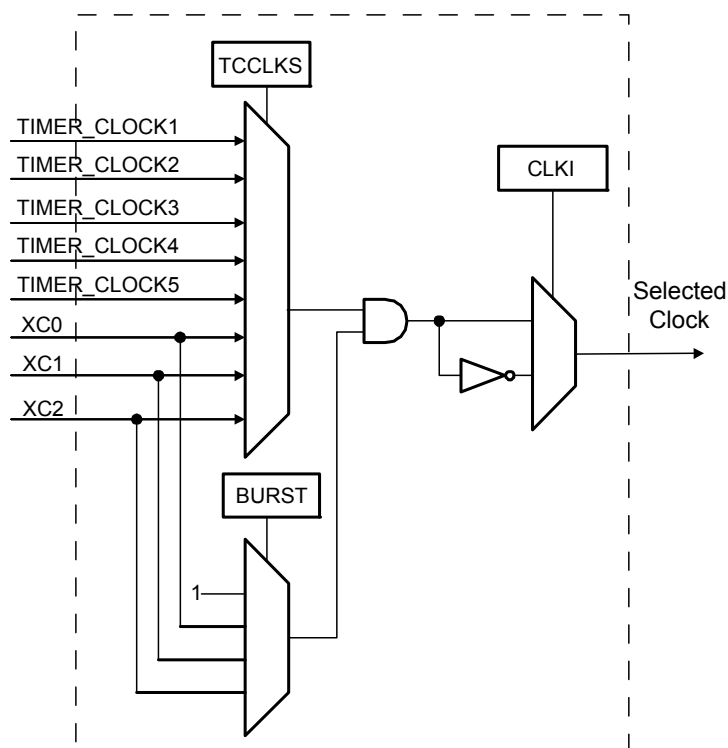 TCCLKS
TIMER_CLOCK1
TIMER_CLOCK2
TIMER_CLOCK3
TIMER_CLOCK4
TIMER_CLOCK5
XC0
XC1
XC2
CLKI
Selected
Clock
BURST
1